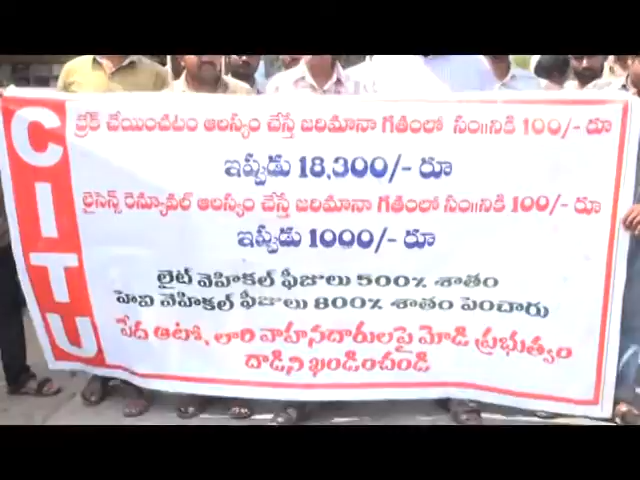 CITU
బ్రేక్ చేయించటం ఆలస్యం చేస్తే జరిమానా గతంలో సం॥నికి 100/- రూ
ఇప్పుడు 18,300/- రూ
లైసెన్స్ రెన్యూవల్ ఆలస్యం చేస్తే జరిమానా గతంలో సం॥నికి 100/- రూ
ఇప్పుడు 1000/- రూ
లైట్ వెహికల్ ఫీజులు 500% శాతం
హెవి వెహికల్ ఫీజులు 800% శాతం పెంచారు
పేద ఆటో, లారి వాహనదారులపై మోడి ప్రభుత్వం
దాడిని ఖండించండి